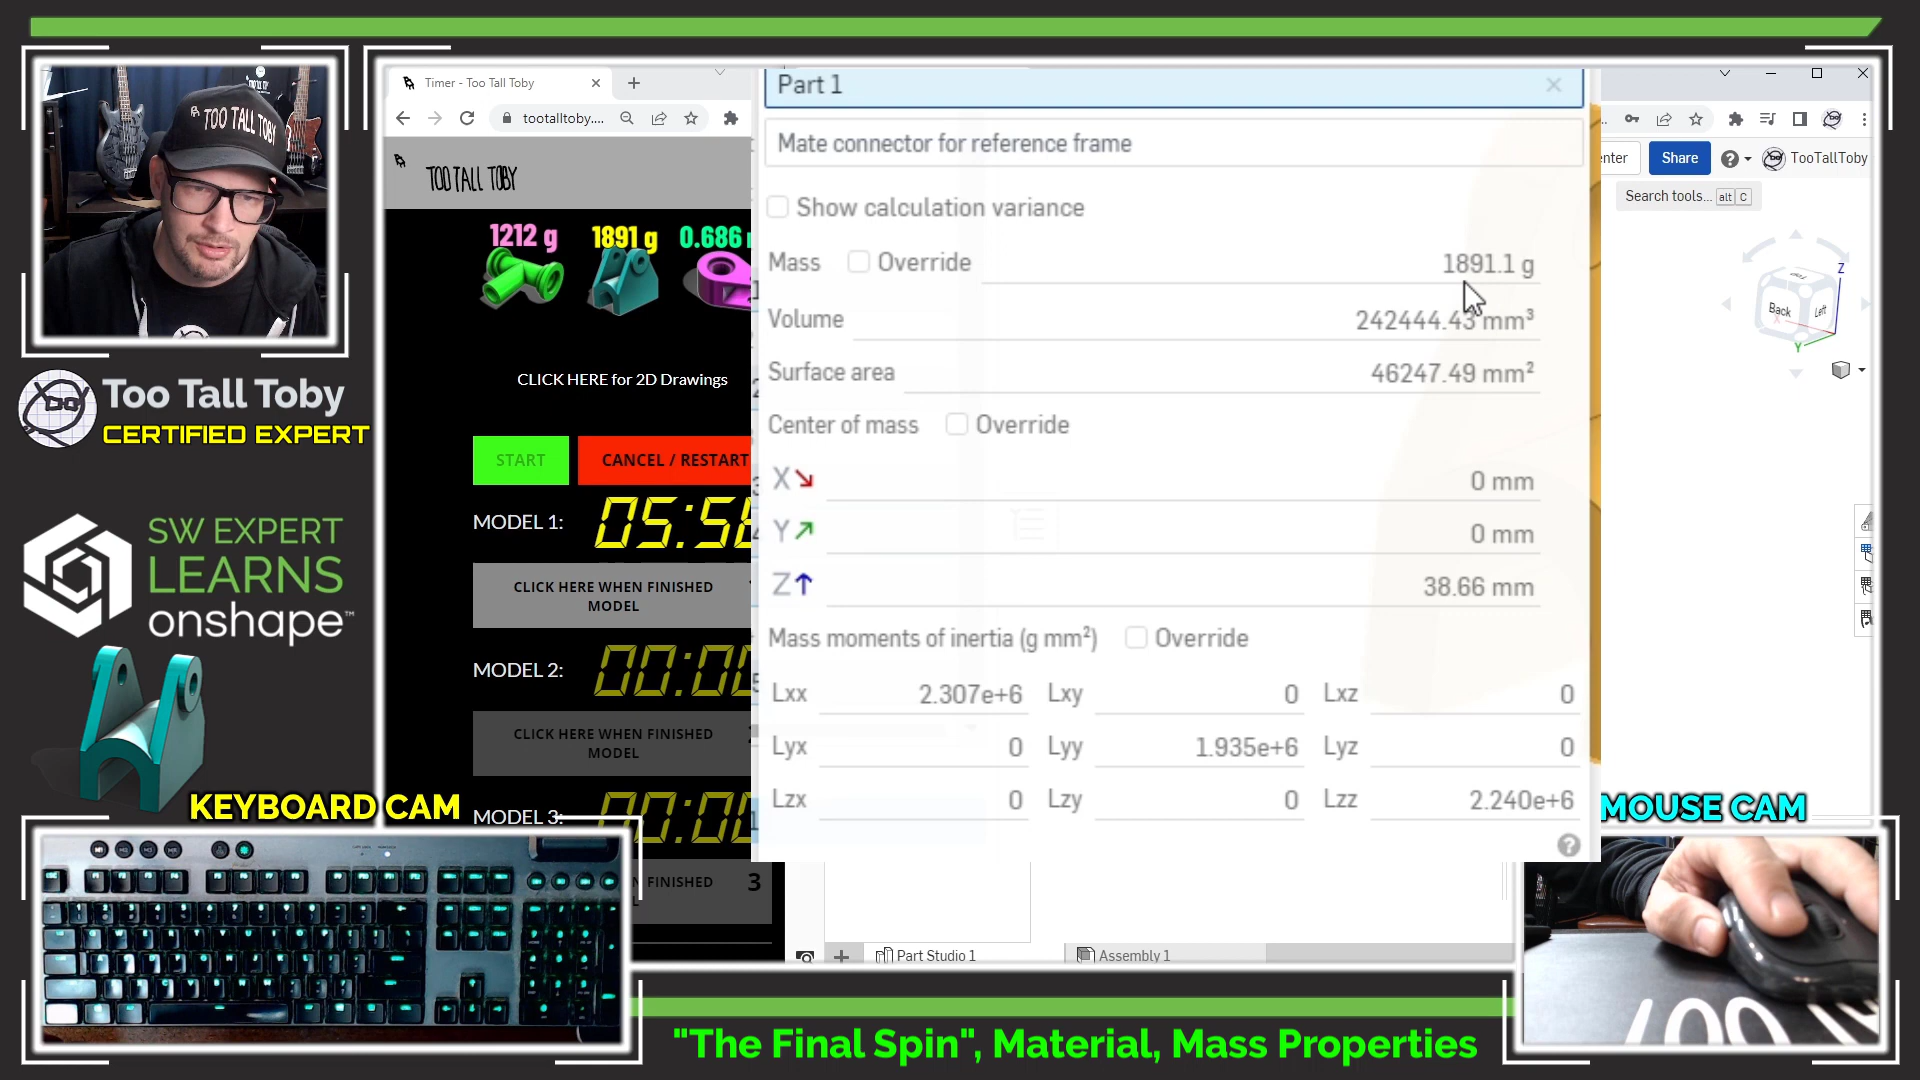 Timer - Too Tall Toby
tootalltoby....
TOO TALL TOBY
TOO TALL TOBY
1212 g
1891 g
0.686
CLICK HERE for 2D Drawings
START
CANCEL / RESTART
MODEL 1:
05:5
CLICK HERE WHEN FINISHED
MODEL
MODEL 2:
00:00
CLICK HERE WHEN FINISHED
MODEL
MODEL 3:
00:00
FINISHED
3
Part 1
Mate connector for reference frame
Show calculation variance
Mass
Override
1891.1 g
Volume
242444.43 mm³
Surface area
46247.49 mm²
Center of mass
Override
X
0 mm
Y
0 mm
Z
38.66 mm
Mass moments of inertia (g mm²)
Override
Lxx 2.307e+6 Lxy 0 Lxz 0
Lyx 0 Lyy 1.935e+6 Lyz 0
Lzx 0 Lzy 0 Lzz 2.240e+6
Part Studio 1
Assembly 1
Share
TooTallToby
Search tools...
alt
C
Z
Back
Left
X
Y
Too Tall Toby
CERTIFIED EXPERT
SW EXPERT
LEARNS
onshape™
KEYBOARD CAM
MOUSE CAM
"The Final Spin", Material, Mass Properties